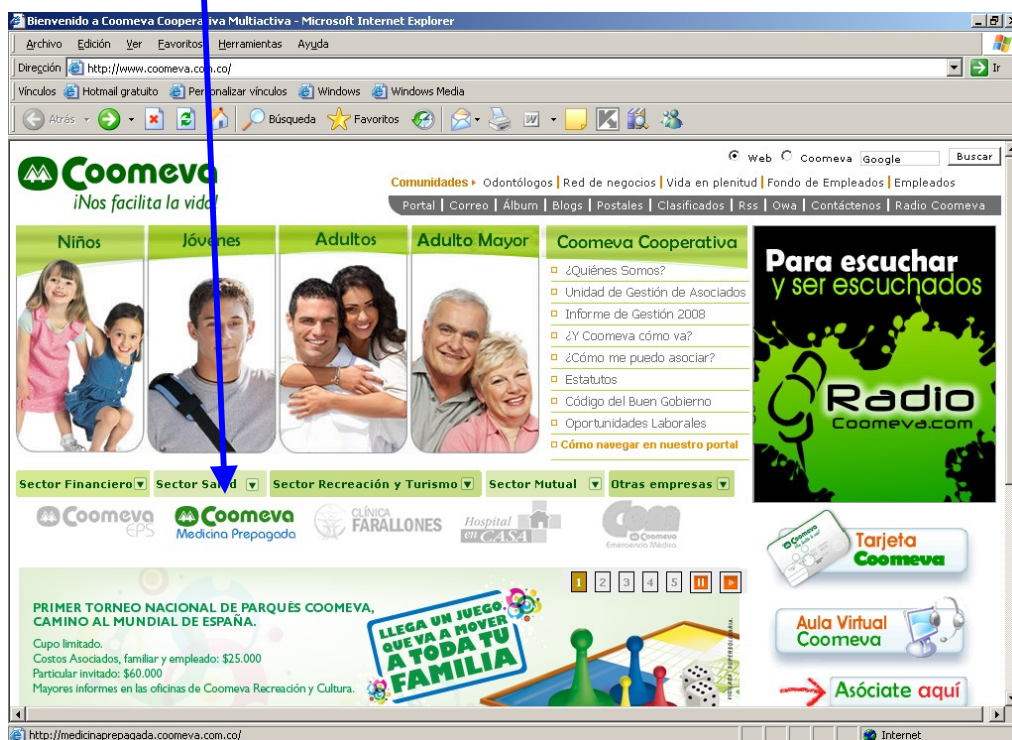 Bienvenido a Coomeva Cooperativa Multiactiva - Microsoft Internet Explorer
Archivo Edición Ver Favoritos Herramientas Ayuda
Dirección http://www.coomeva.com.co/ Ir
Vínculos Hotmail gratuito Personalizar vínculos Windows Windows Media
Atrás Búsqueda Favoritos
Web Coomeva Google Buscar
Coomeva
¡Nos facilita la vida!
Comunidades Odontólogos | Red de negocios | Vida en plenitud | Fondo de Empleados | Empleados
Portal | Correo | Álbum | Blogs | Postales | Clasificados | Rss | Owa | Contáctenos | Radio Coomeva
Niños Jóvenes Adultos Adulto Mayor Coomeva Cooperativa
¿Quiénes Somos?
Unidad de Gestión de Asociados
Informe de Gestión 2008
¿Y Coomeva cómo va?
¿Cómo me puedo asociar?
Estatutos
Código del Buen Gobierno
Oportunidades Laborales
Cómo navegar en nuestro portal
Para escuchar
y ser escuchados
Radio
Coomeva.com
Sector Financiero Sector Salud Sector Recreación y Turismo Sector Mutual Otras empresas
Coomeva
EPS
Coomeva
Medicina Prepagada
CLÍNICA
FARALLONES
Hospital
en CASA
Com
Coomeva
Emergencia Médica
Tarjeta
Coomeva
1 2 3 4 5
PRIMER TORNEO NACIONAL DE PARQUÉS COOMEVA,
CAMINO AL MUNDIAL DE ESPAÑA.
Cupo limitado.
Costos Asociados, familiar y empleado: $25.000
Particular invitado: $60.000
Mayores informes en las oficinas de Coomeva Recreación y Cultura.
LLEGA UN JUEGO
QUE VA A MOVER
A TODA TU
FAMILIA
Aula Virtual
Coomeva
Asóciate aquí
http://medicinaprepagada.coomeva.com.co/ Internet